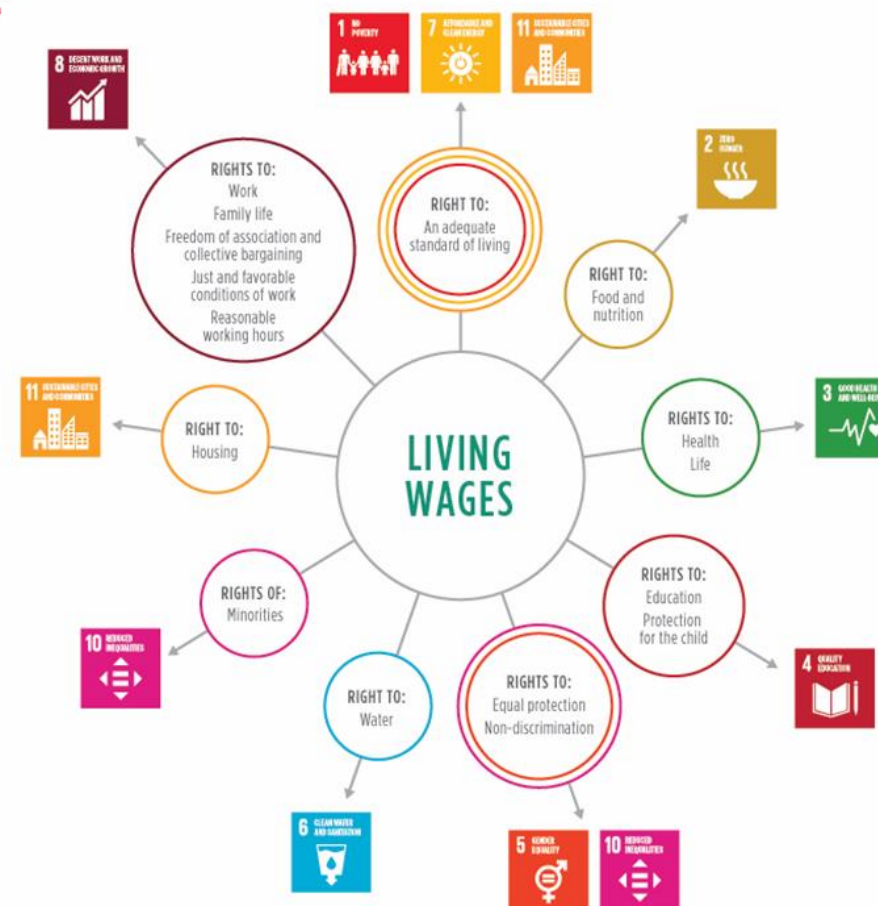 1 NO
POVERTY
7 AFFORDABLE AND
CLEAN ENERGY
11 SUSTAINABLE CITIES
AND COMMUNITIES
8 DECENT WORK AND
ECONOMIC GROWTH
2 ZERO
HUNGER
RIGHTS TO:
Work
Family life
Freedom of association and
collective bargaining
Just and favorable
conditions of work
Reasonable
working hours
RIGHT TO:
An adequate
standard of living
RIGHT TO:
Food and
nutrition
11 SUSTAINABLE CITIES
AND COMMUNITIES
RIGHT TO:
Housing
LIVING
WAGES
RIGHTS TO:
Health
Life
3 GOOD HEALTH
AND WELL-BE
RIGHTS OF:
Minorities
10 REDUCED
INEQUALITIES
RIGHTS TO:
Education
Protection
for the child
4 QUALITY
EDUCATION
RIGHT TO:
Water
RIGHTS TO:
Equal protection
Non-discrimination
6 CLEAN WATER
AND SANITATION
5 GENDER
EQUALITY
10 REDUCED
INEQUALITIES